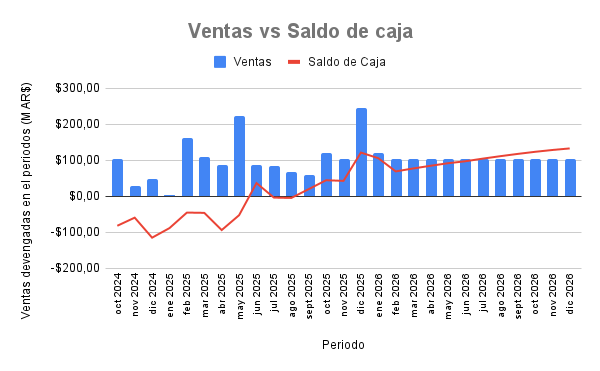 Ventas vs Saldo de caja
Ventas
Saldo de Caja
Ventas devengadas en el periodos (M AR$)
$300,00
$200,00
$100,00
$0,00
-$100,00
-$200,00
oct 2024
nov 2024
dic 2024
ene 2025
feb 2025
mar 2025
abr 2025
may 2025
jun 2025
jul 2025
ago 2025
sept 2025
oct 2025
nov 2025
dic 2025
ene 2026
feb 2026
mar 2026
abr 2026
may 2026
jun 2026
jul 2026
ago 2026
sept 2026
oct 2026
nov 2026
dic 2026
Periodo